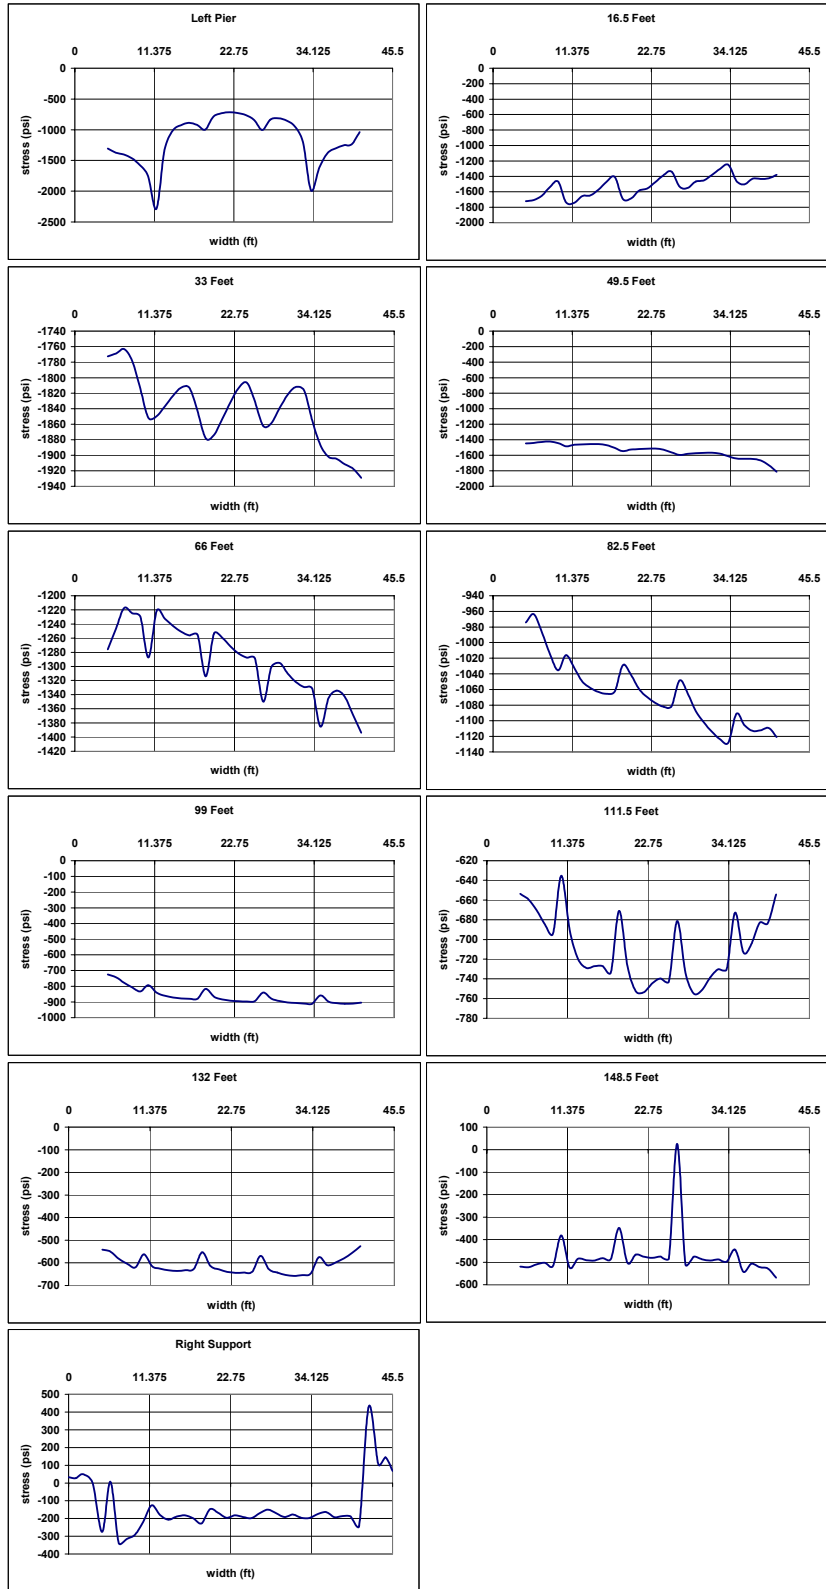 Left Pier
0 11.375 22.75 34.125 45.5
0
-500
-1000
-1500
-2000
-2500
stress (psi)
width (ft)
16.5 Feet
0 11.375 22.75 34.125 45.5
0
-200
-400
-600
-800
-1000
-1200
-1400
-1600
-1800
-2000
stress (psi)
width (ft)
33 Feet
0 11.375 22.75 34.125 45.5
-1740
-1760
-1780
-1800
-1820
-1840
-1860
-1880
-1900
-1920
-1940
stress (psi)
width (ft)
49.5 Feet
0 11.375 22.75 34.125 45.5
0
-200
-400
-600
-800
-1000
-1200
-1400
-1600
-1800
-2000
stress (psi)
width (ft)
66 Feet
0 11.375 22.75 34.125 45.5
-1200
-1220
-1240
-1260
-1280
-1300
-1320
-1340
-1360
-1380
-1400
-1420
stress (psi)
width (ft)
82.5 Feet
0 11.375 22.75 34.125 45.5
-940
-960
-980
-1000
-1020
-1040
-1060
-1080
-1100
-1120
-1140
stress (psi)
width (ft)
99 Feet
0 11.375 22.75 34.125 45.5
0
-100
-200
-300
-400
-500
-600
-700
-800
-900
-1000
stress (psi)
width (ft)
111.5 Feet
0 11.375 22.75 34.125 45.5
-620
-640
-660
-680
-700
-720
-740
-760
-780
stress (psi)
width (ft)
132 Feet
0 11.375 22.75 34.125 45.5
0
-100
-200
-300
-400
-500
-600
-700
stress (psi)
width (ft)
148.5 Feet
0 11.375 22.75 34.125 45.5
100
0
-100
-200
-300
-400
-500
-600
stress (psi)
width (ft)
Right Support
0 11.375 22.75 34.125 45.5
500
400
300
200
100
0
-100
-200
-300
-400
stress (psi)
width (ft)